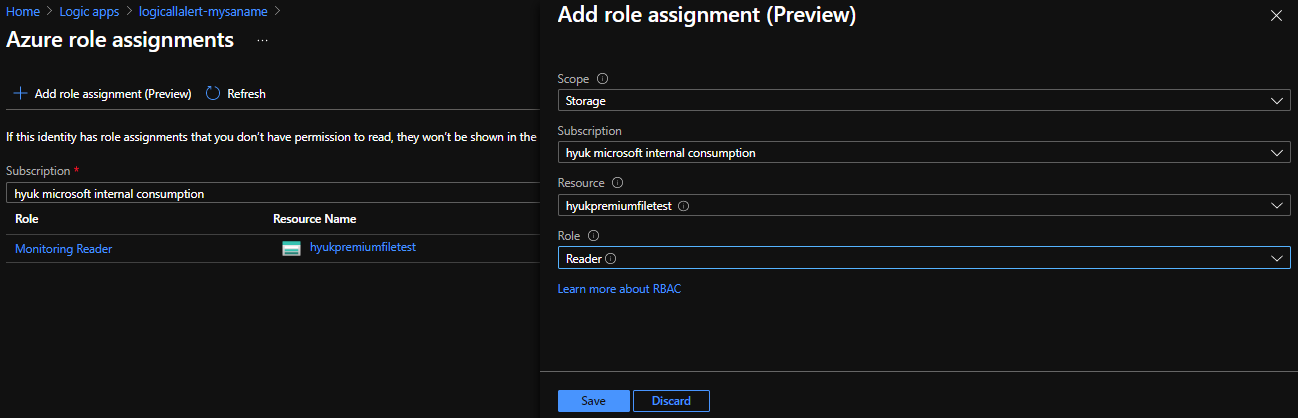 Home > Logic apps > logicallalert-mysaname >
Azure role assignments ...
+ Add role assignment (Preview) Refresh
If this identity has role assignments that you don't have permission to read, they won't be shown in the
Subscription *
hyuk microsoft internal consumption
Role Resource Name
Monitoring Reader hyukpremiumfiletest
Add role assignment (Preview)
Scope
Storage
Subscription
hyuk microsoft internal consumption
Resource
hyukpremiumfiletest
Role
Reader
Learn more about RBAC
Save Discard